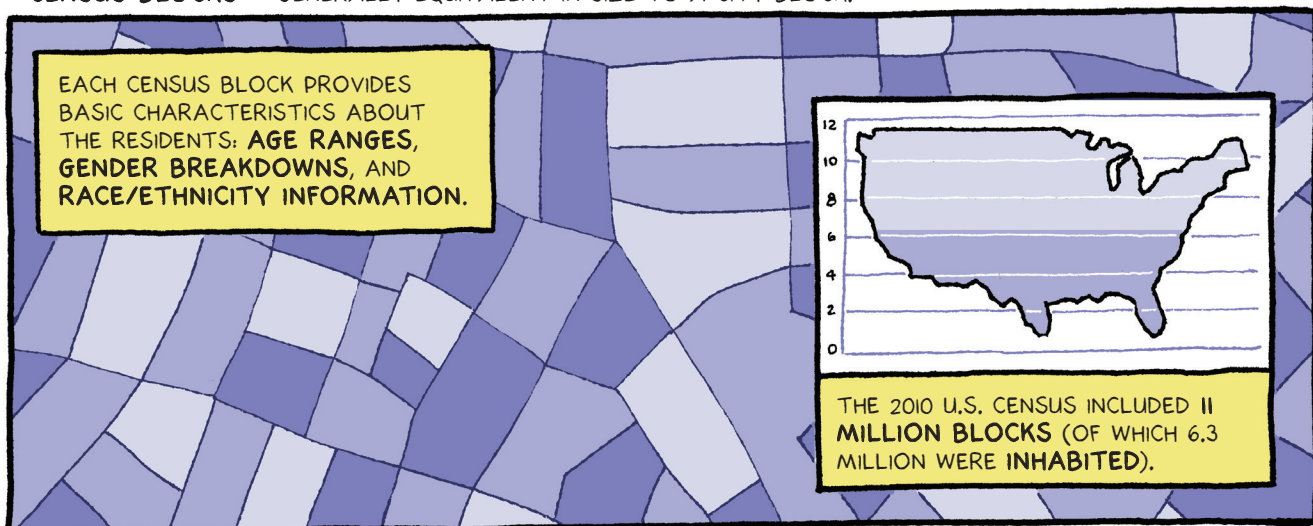 EACH CENSUS BLOCK PROVIDES
BASIC CHARACTERISTICS ABOUT
THE RESIDENTS: AGE RANGES,
GENDER BREAKDOWNS, AND
RACE/ETHNICITY INFORMATION.
12
10
8
6
4
2
0
THE 2010 U.S. CENSUS INCLUDED 11
MILLION BLOCKS (OF WHICH 6.3
MILLION WERE INHABITED).